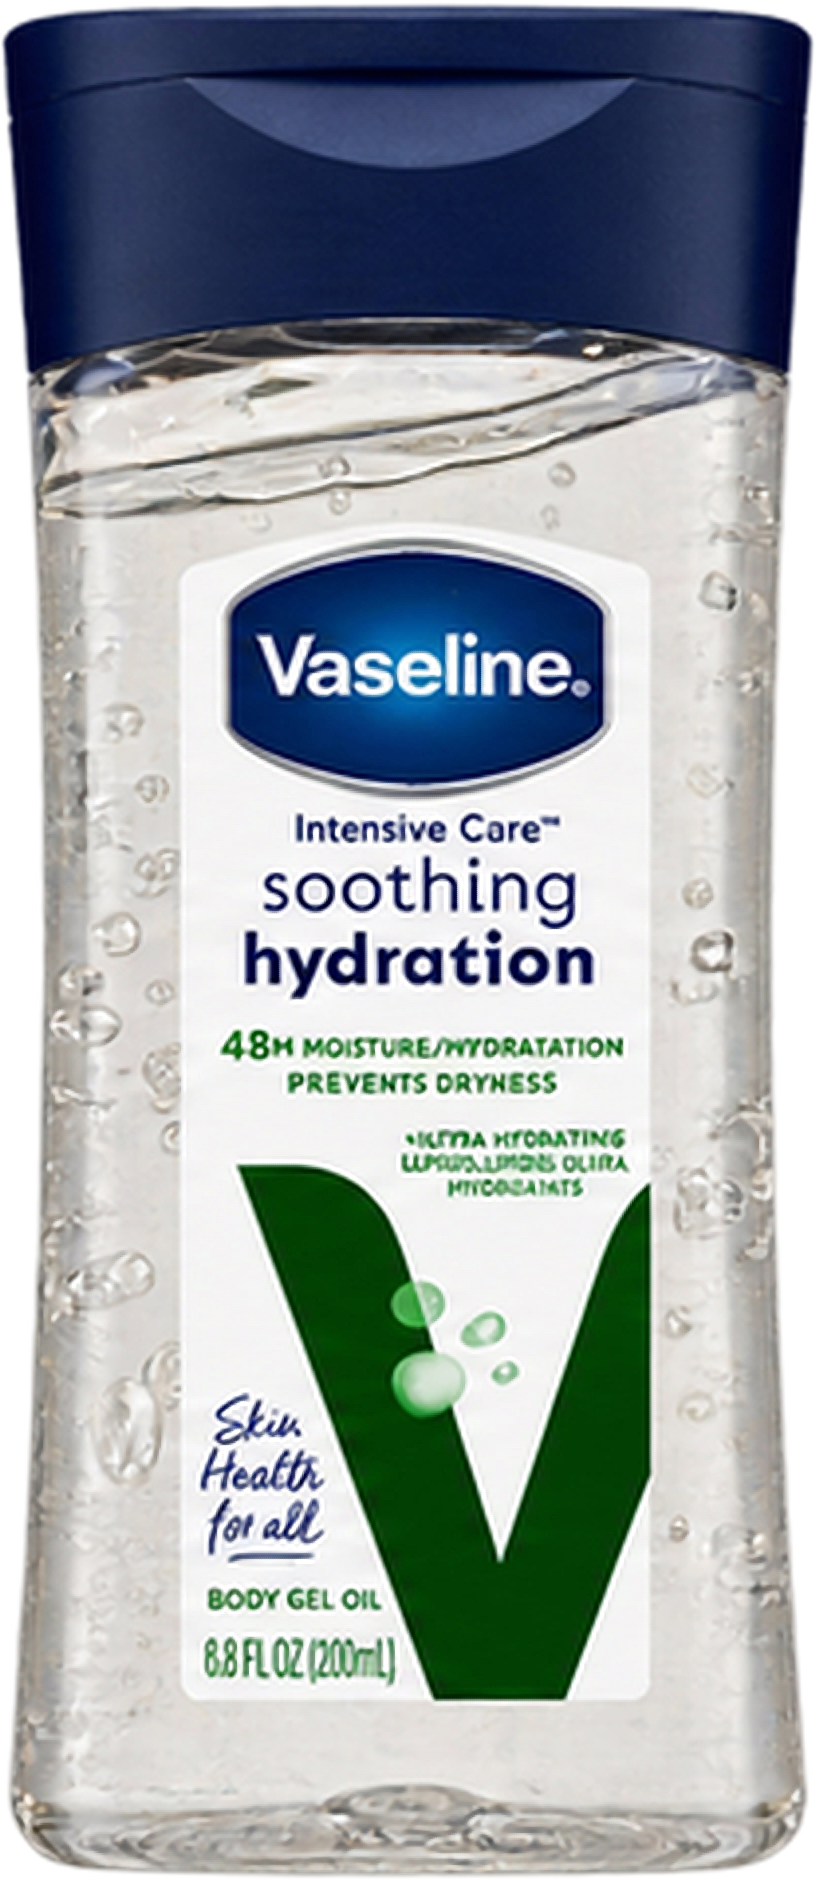 Vaseline®
Intensive Care™
soothing
hydration
48H MOISTURE/HYDRATATION
PREVENTS DRYNESS
Skin
Health
for all
BODY GEL OIL
8.8 FL OZ (200mL)